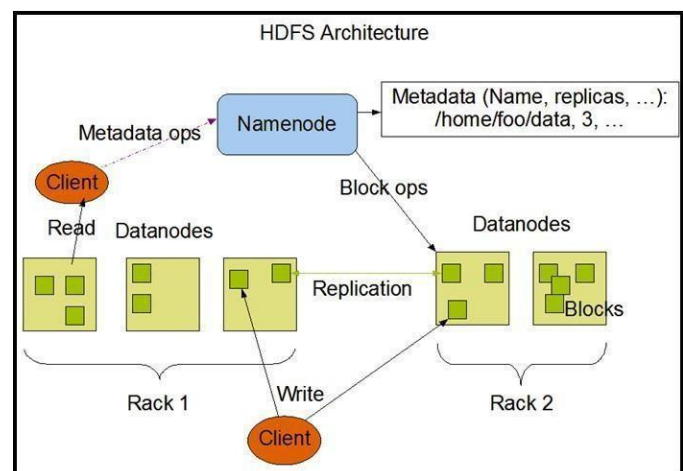 HDFS Architecture
Metadata (Name, replicas, ...):
/home/foo/data, 3, ...
Namenode
Metadata ops
Client
Block ops
Read
Datanodes
Datanodes
Replication
Blocks
Rack 1
Write
Rack 2
Client